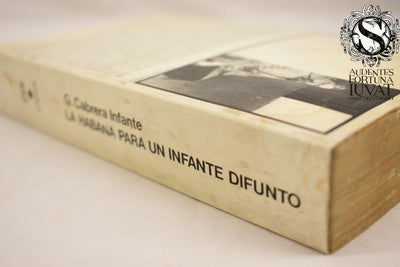 S
AUDENTES
FORTUNA
IUVAT
G. Cabrera Infante
LA HABANA PARA UN INFANTE DIFUNTO